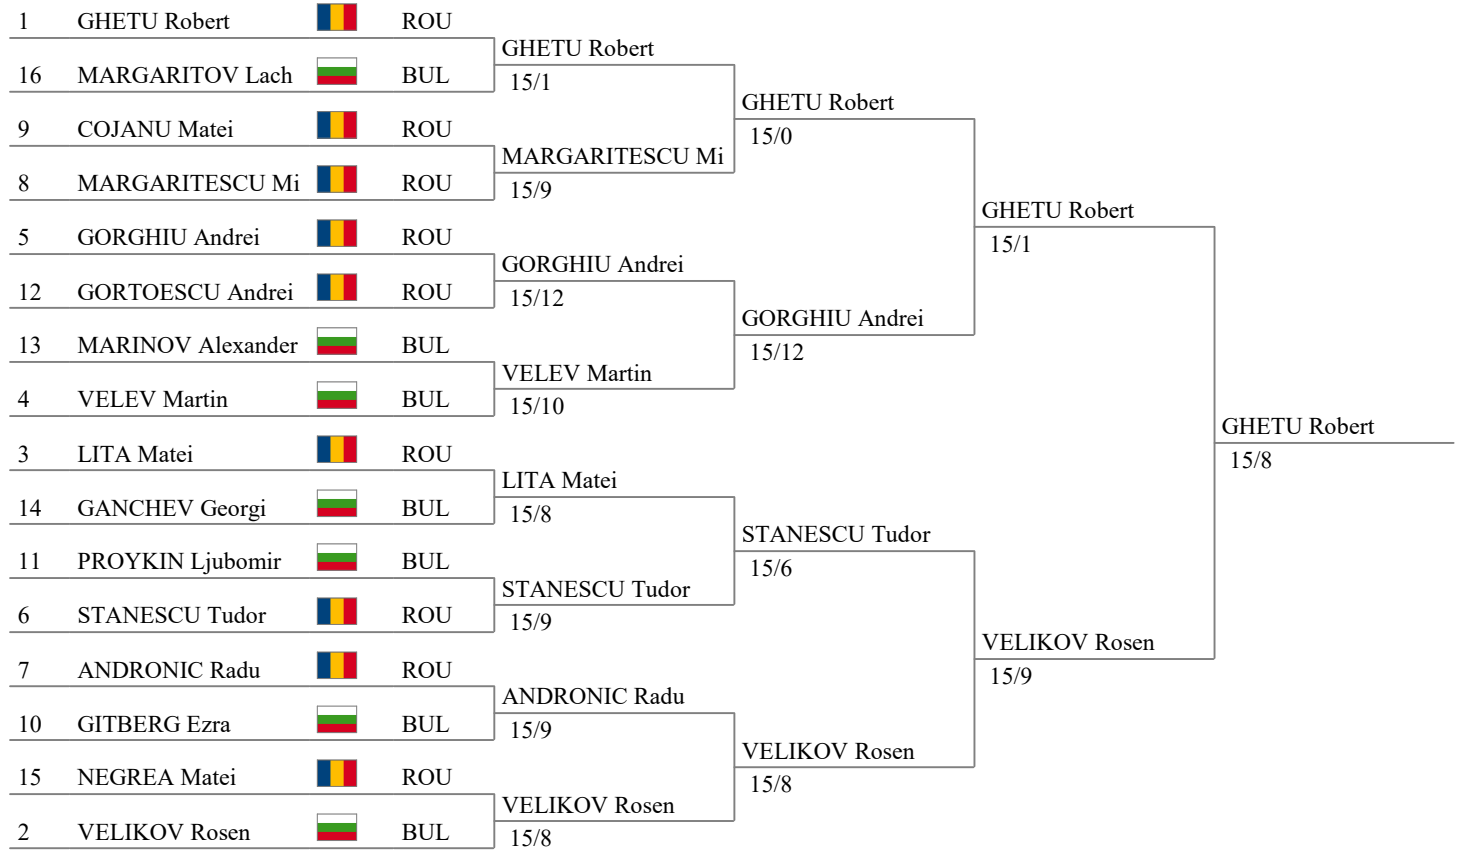 1 GHETU Robert ROU
16 MARGARITOV Lach BUL
9 COJANU Matei ROU
8 MARGARITESCU Mi ROU
5 GORGHIU Andrei ROU
12 GORTOESCU Andrei ROU
13 MARINOV Alexander BUL
4 VELEV Martin BUL
3 LITA Matei ROU
14 GANCHEV Georgi BUL
11 PROYKIN Ljubomir BUL
6 STANESCU Tudor ROU
7 ANDRONIC Radu ROU
10 GITBERG Ezra BUL
15 NEGREA Matei ROU
2 VELIKOV Rosen BUL
GHETU Robert
15/1
MARGARITESCU Mi
15/9
GORGHIU Andrei
15/12
VELEV Martin
15/10
LITA Matei
15/8
STANESCU Tudor
15/9
ANDRONIC Radu
15/9
VELIKOV Rosen
15/8
GHETU Robert
15/0
GORGHIU Andrei
15/12
STANESCU Tudor
15/6
VELIKOV Rosen
15/8
GHETU Robert
15/1
VELIKOV Rosen
15/9
GHETU Robert
15/8